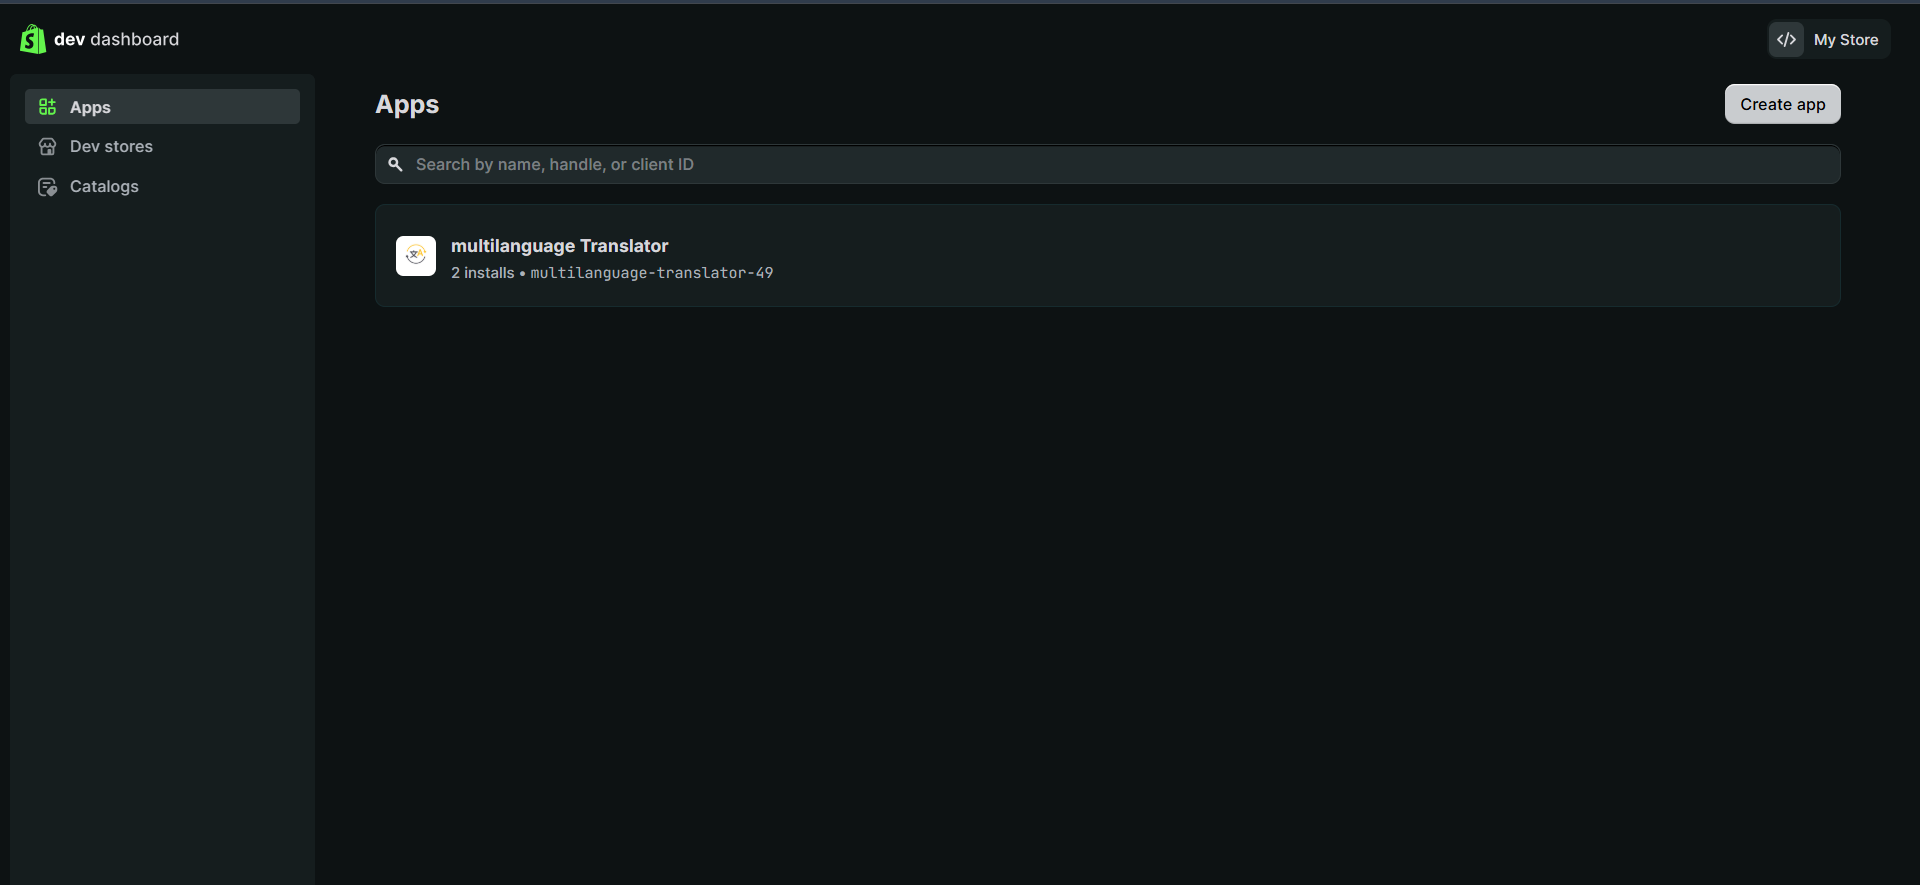 dev dashboard
My Store
Apps
Dev stores
Catalogs
Apps
Create app
Search by name, handle, or client ID
multilanguage Translator
2 installs • multilanguage-translator-49